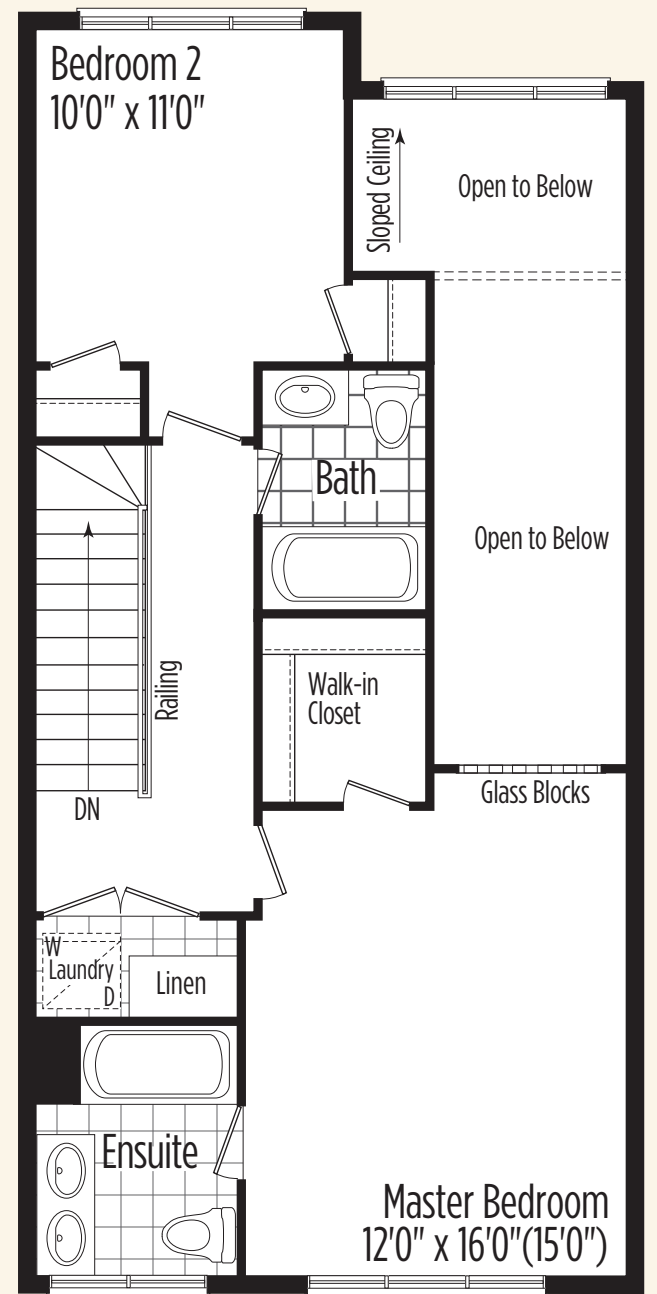 Bedroom 2
10'0" x 11'0"
Sloped Ceiling
Open to Below
Bath
Open to Below
Railing
Walk-in
Closet
DN
Glass Blocks
W
Laundry
D
Linen
Ensuite
Master Bedroom
12'0" x 16'0"(15'0")